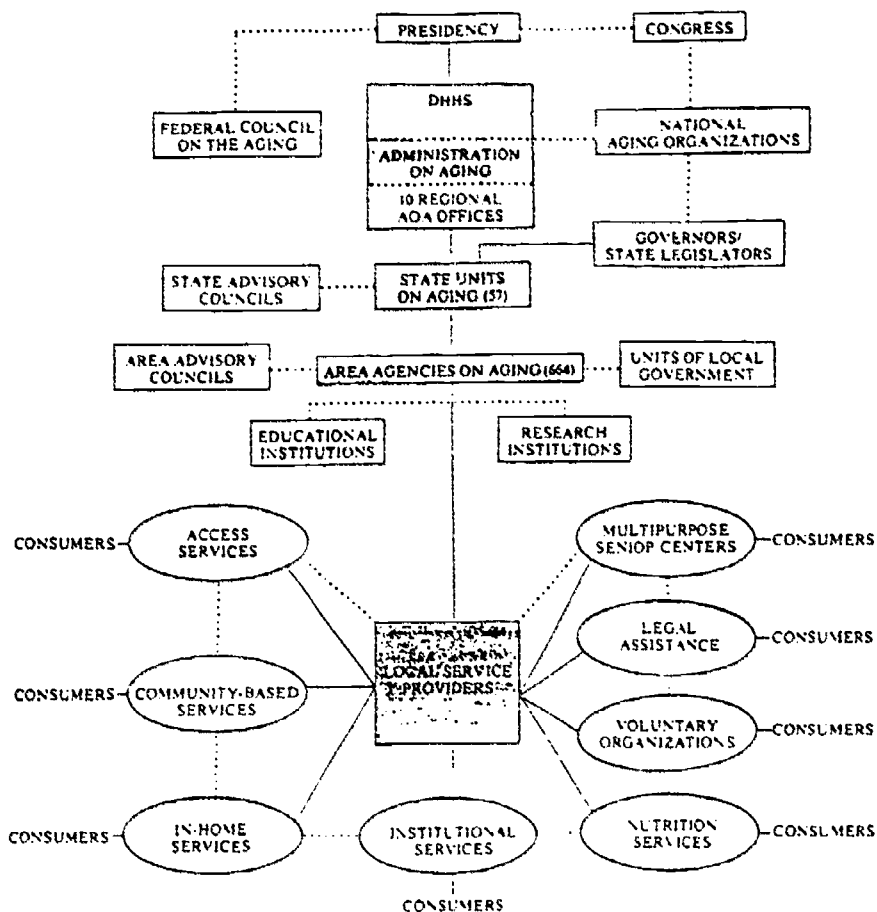 PRESIDENCY
CONGRESS
DHHS
FEDERAL COUNCIL
ON THE AGING
NATIONAL
AGING ORGANIZATIONS
ADMINISTRATION
ON AGING
10 REGIONAL
AOA OFFICES
GOVERNORS/
STATE LEGISLATORS
STATE ADVISORY
COUNCILS
STATE UNITS
ON AGING (57)
AREA ADVISORY
COUNCILS
AREA AGENCIES ON AGING (664)
UNITS OF LOCAL
GOVERNMENT
EDUCATIONAL
INSTITUTIONS
RESEARCH
INSTITUTIONS
CONSUMERS
ACCESS
SERVICES
MULTIPURPOSE
SENIOR CENTERS
CONSUMERS
LOCAL SERVICE
PROVIDERS
LEGAL
ASSISTANCE
CONSUMERS
CONSUMERS
COMMUNITY-BASED
SERVICES
VOLUNTARY
ORGANIZATIONS
CONSUMERS
CONSUMERS
IN-HOME
SERVICES
INSTITUTIONAL
SERVICES
NUTRITION
SERVICES
CONSUMERS
CONSUMERS